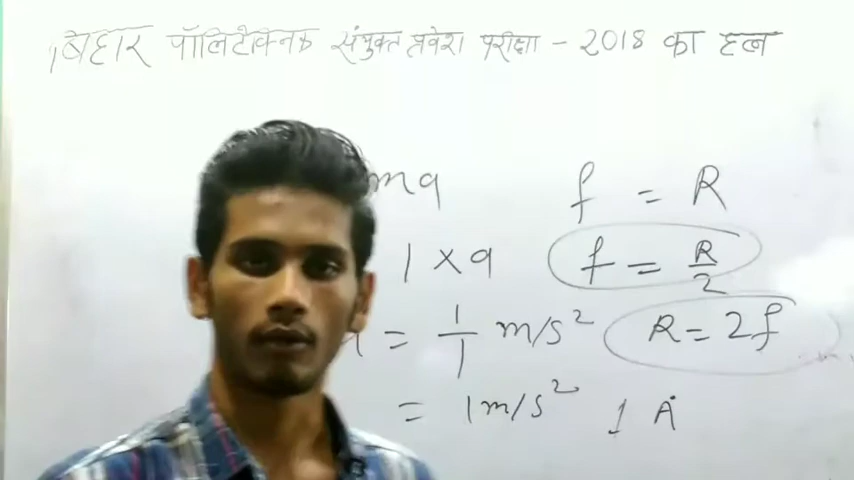 बिहार पॉलिटेक्निक संयुक्त प्रवेश परीक्षा - 2018 का हल
ma f = R
1 × a f = R/2
= 1/1 m/s² R = 2f
= 1m/s² 1 Å